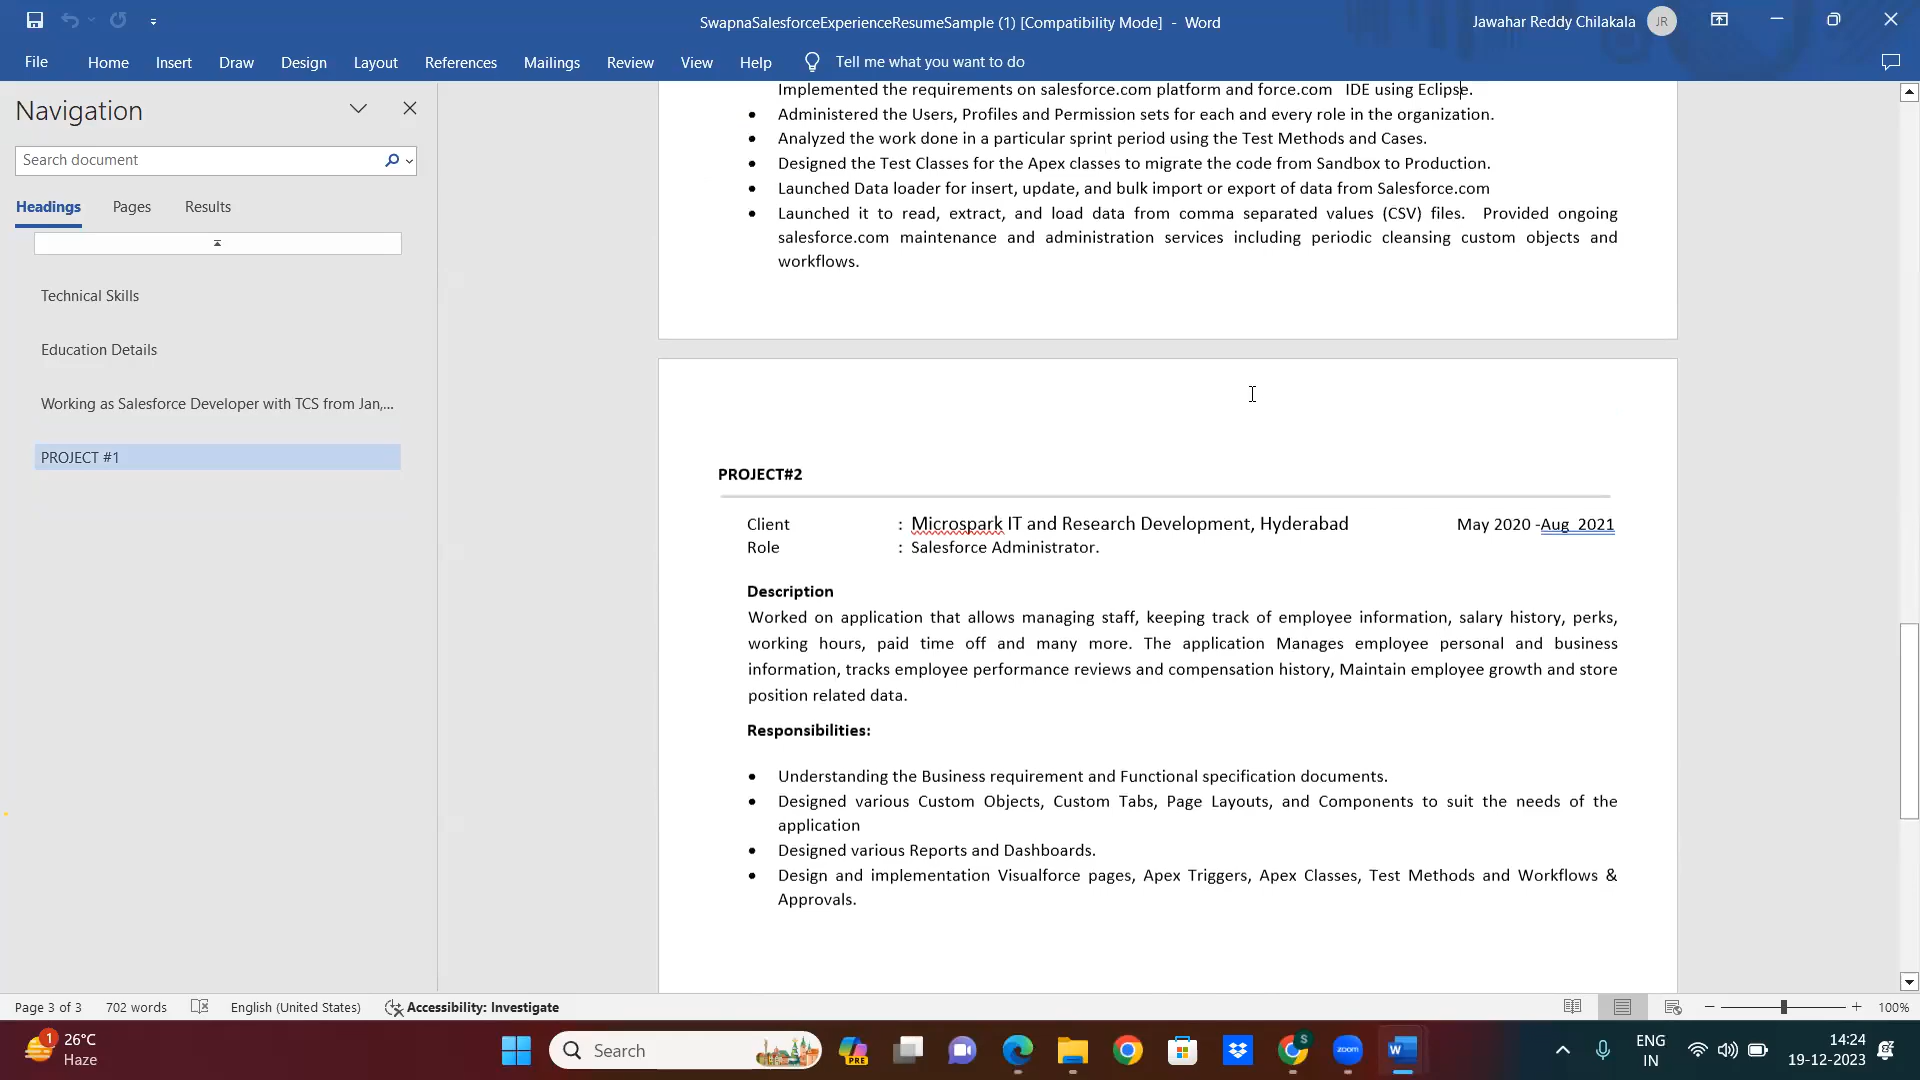 SwapnaSalesforceExperienceResumeSample (1) [Compatibility Mode] - Word
Jawahar Reddy Chilakala
JR
File Home Insert Draw Design Layout References Mailings Review View Help Tell me what you want to do
Navigation
Search document
Headings Pages Results
Technical Skills
Education Details
Working as Salesforce Developer with TCS from Jan,...
PROJECT #1
Implemented the requirements on salesforce.com platform and force.com IDE using Eclipse.
• Administered the Users, Profiles and Permission sets for each and every role in the organization.
• Analyzed the work done in a particular sprint period using the Test Methods and Cases.
• Designed the Test Classes for the Apex classes to migrate the code from Sandbox to Production.
• Launched Data loader for insert, update, and bulk import or export of data from Salesforce.com
• Launched it to read, extract, and load data from comma separated values (CSV) files. Provided ongoing
salesforce.com maintenance and administration services including periodic cleansing custom objects and
workflows.
PROJECT#2
Client : Microspark IT and Research Development, Hyderabad May 2020 -Aug 2021
Role : Salesforce Administrator.
Description
Worked on application that allows managing staff, keeping track of employee information, salary history, perks,
working hours, paid time off and many more. The application Manages employee personal and business
information, tracks employee performance reviews and compensation history, Maintain employee growth and store
position related data.
Responsibilities:
• Understanding the Business requirement and Functional specification documents.
• Designed various Custom Objects, Custom Tabs, Page Layouts, and Components to suit the needs of the
application
• Designed various Reports and Dashboards.
• Design and implementation Visualforce pages, Apex Triggers, Apex Classes, Test Methods and Workflows &
Approvals.
Page 3 of 3 702 words English (United States) Accessibility: Investigate
100%
1
26°C
Haze
Search
PRE
S
zoom
W
ENG
IN
14:24
19-12-2023